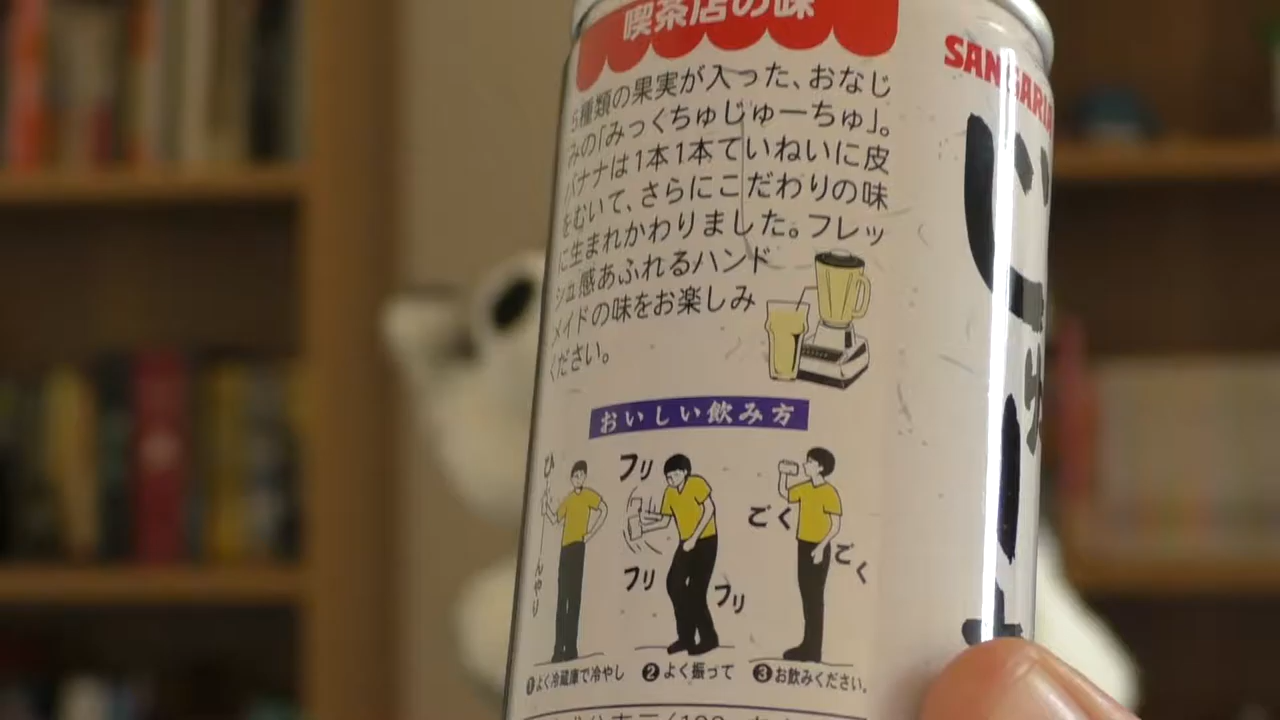 喫茶店の味
5種類の果実が入った、おなじ
みの「みっくちゅじゅーちゅ」。
バナナは1本1本ていねいに皮
をむいて、さらにこだわりの味
に生まれかわりました。フレッ
シュ感あふれるハンド
メイドの味をお楽しみ
ください。
おいしい飲み方
ひ
んやり
フリ
フリ
フリ
ごく
ごく
❶よく冷蔵庫で冷やし
❷よく振って
❸お飲みください。
SANGARIA